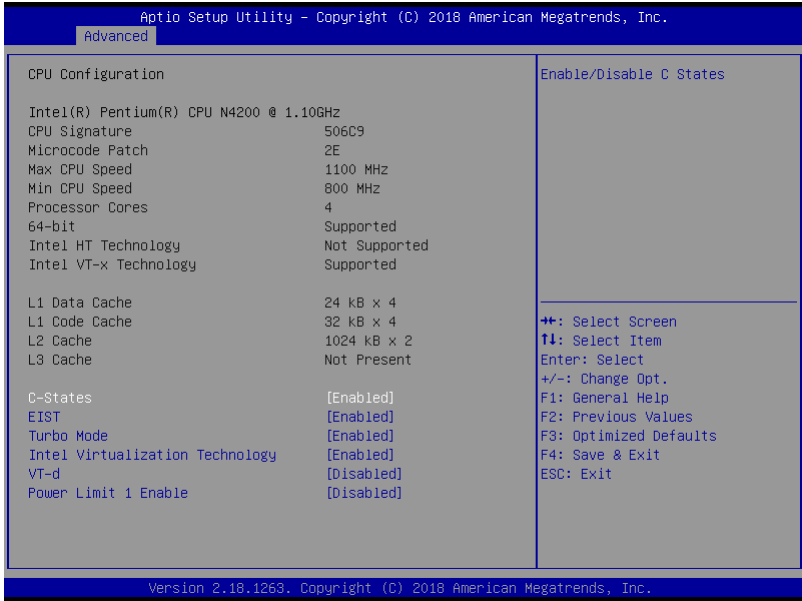 Aptio Setup Utility – Copyright (C) 2018 American Megatrends, Inc.
Advanced
CPU Configuration
Intel(R) Pentium(R) CPU N4200 @ 1.10GHz
CPU Signature 506C9
Microcode Patch 2E
Max CPU Speed 1100 MHz
Min CPU Speed 800 MHz
Processor Cores 4
64-bit Supported
Intel HT Technology Not Supported
Intel VT-x Technology Supported
L1 Data Cache 24 kB x 4
L1 Code Cache 32 kB x 4
L2 Cache 1024 kB x 2
L3 Cache Not Present
C-States [Enabled]
EIST [Enabled]
Turbo Mode [Enabled]
Intel Virtualization Technology [Enabled]
VT-d [Disabled]
Power Limit 1 Enable [Disabled]
Enable/Disable C States
→←: Select Screen
↑↓: Select Item
Enter: Select
+/-: Change Opt.
F1: General Help
F2: Previous Values
F3: Optimized Defaults
F4: Save & Exit
ESC: Exit
Version 2.18.1263. Copyright (C) 2018 American Megatrends, Inc.